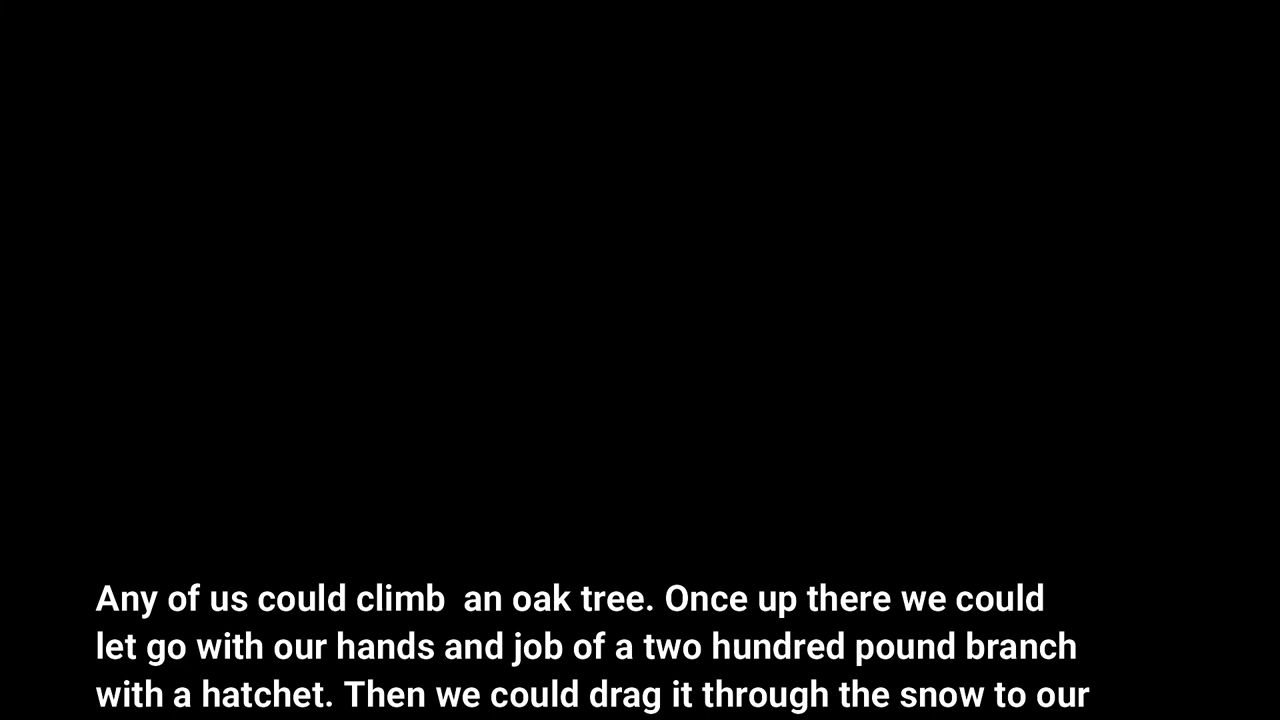 Any of us could climb  an oak tree. Once up there we could
let go with our hands and job of a two hundred pound branch
with a hatchet. Then we could drag it through the snow to our